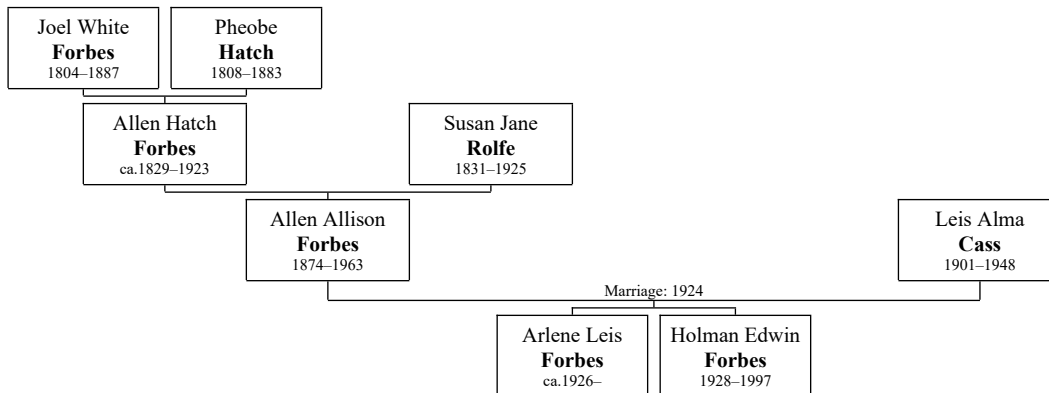 Joel White
Forbes
1804–1887
Pheobe
Hatch
1808–1883
Allen Hatch
Forbes
ca.1829–1923
Susan Jane
Rolfe
1831–1925
Allen Allison
Forbes
1874–1963
Leis Alma
Cass
1901–1948
Marriage: 1924
Arlene Leis
Forbes
ca.1926–
Holman Edwin
Forbes
1928–1997